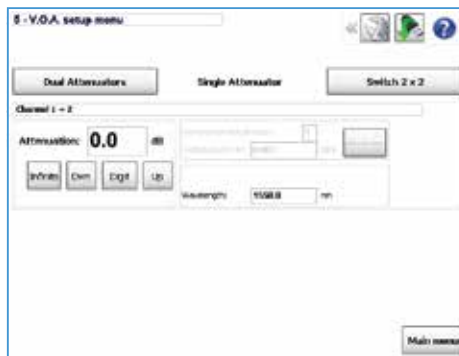 8 - V.O.A. setup menu
Dual Attenuators
Single Attenuator
Switch 2 x 2
Channel 1 + 2
Attenuation: 0.0 dB
Infinite Dwn Digit Up
Wavelength: 1550.0 nm
Main menu